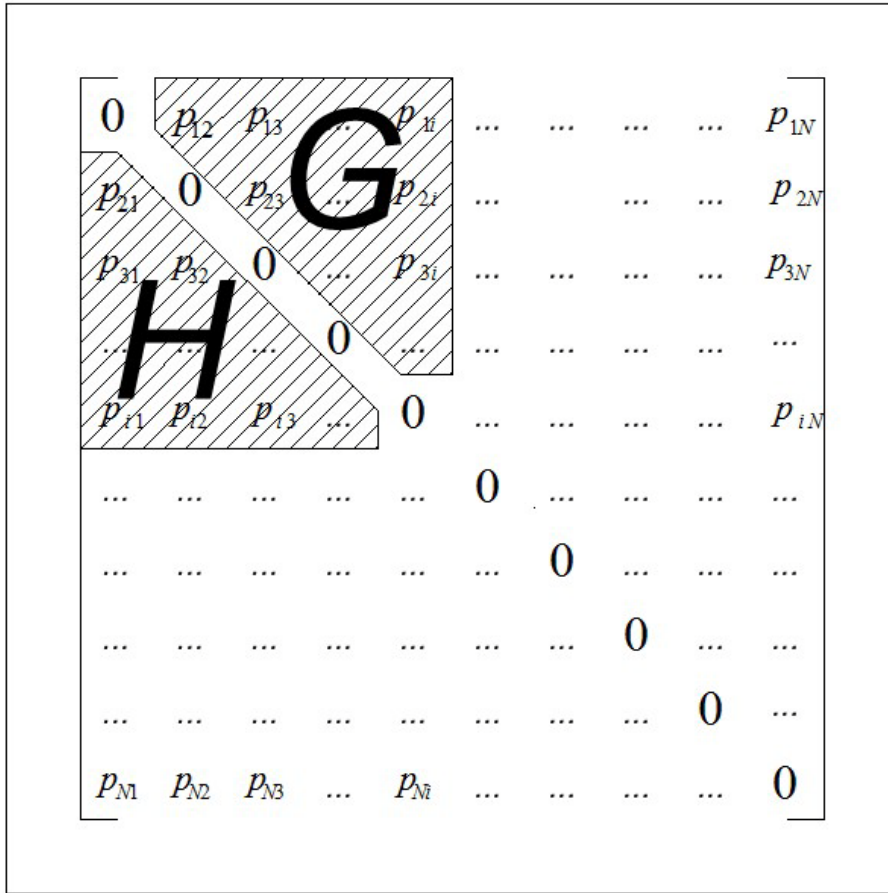 0 p12 p13 ... p1i ... ... ... ... p1N
G
p21 0 p23 ... p2i ... ... ... p2N
p31 p32 0 ... p3i ... ... ... ... p3N
H
... ... ... 0 ... ... ... ... ... ...
pi1 pi2 pi3 ... 0 ... ... ... ... piN
... ... ... ... ... 0 ... ... ... ...
... ... ... ... ... ... 0 ... ... ...
... ... ... ... ... ... ... 0 ... ...
... ... ... ... ... ... ... ... 0 ...
pN1 pN2 pN3 ... pNi ... ... ... ... 0